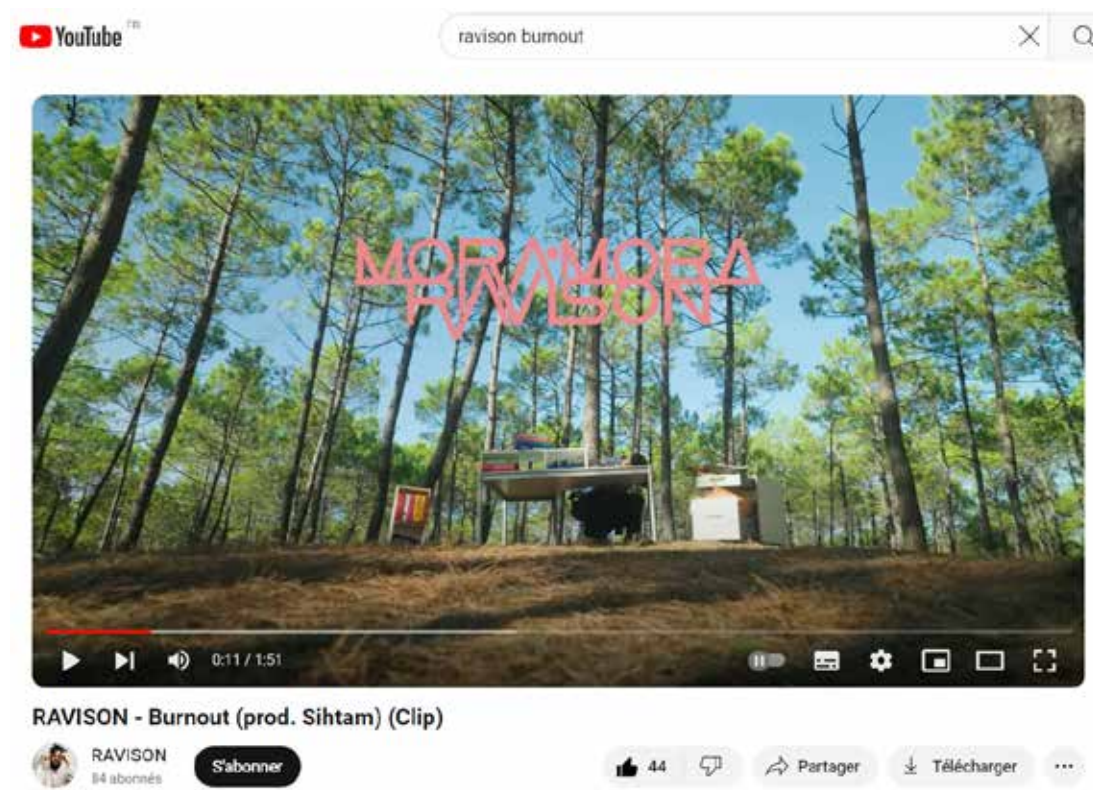 YouTube FR
ravison burnout
MORA•MORA
RAVISON
0:11 / 1:51
RAVISON - Burnout (prod. Sihtam) (Clip)
RAVISON
84 abonnés
S'abonner
44
Partager
Télécharger